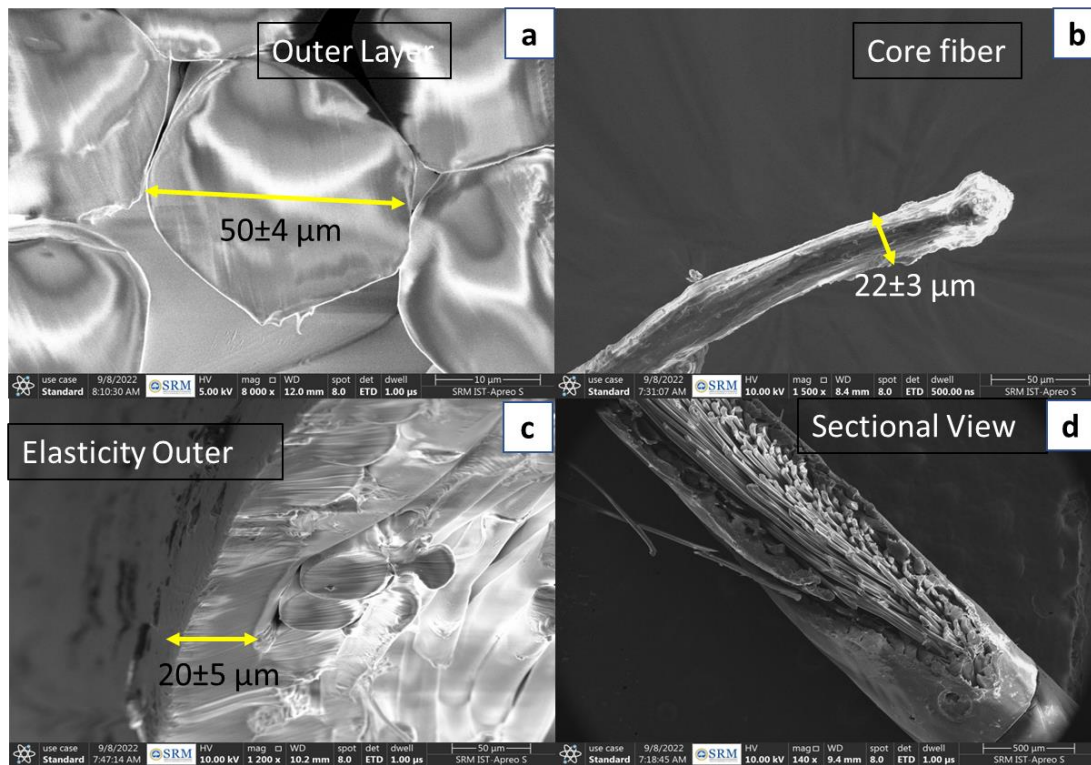 a
Outer Layer
50±4 µm
use case HV mag □ WD spot det dwell
Standard 9/8/2022 8:10:30 AM SRM 5.00 kV 8 000 x 12.0 mm 8.0 ETD 1.00 µs 10 µm SRM IST-Apreo S
b
Core fiber
22±3 µm
use case HV mag □ WD spot det dwell
Standard 9/8/2022 7:31:07 AM SRM 10.00 kV 1 500 x 8.4 mm 8.0 ETD 500.00 ns 50 µm SRM IST-Apreo S
c
Elasticity Outer
20±5 µm
use case HV mag □ WD spot det dwell
Standard 9/8/2022 7:47:14 AM SRM 10.00 kV 1 200 x 10.2 mm 8.0 ETD 1.00 µs 50 µm SRM IST-Apreo S
d
Sectional View
use case HV mag □ WD spot det dwell
Standard 9/8/2022 7:18:45 AM SRM 10.00 kV 140 x 9.4 mm 8.0 ETD 1.00 µs 500 µm SRM IST-Apreo S